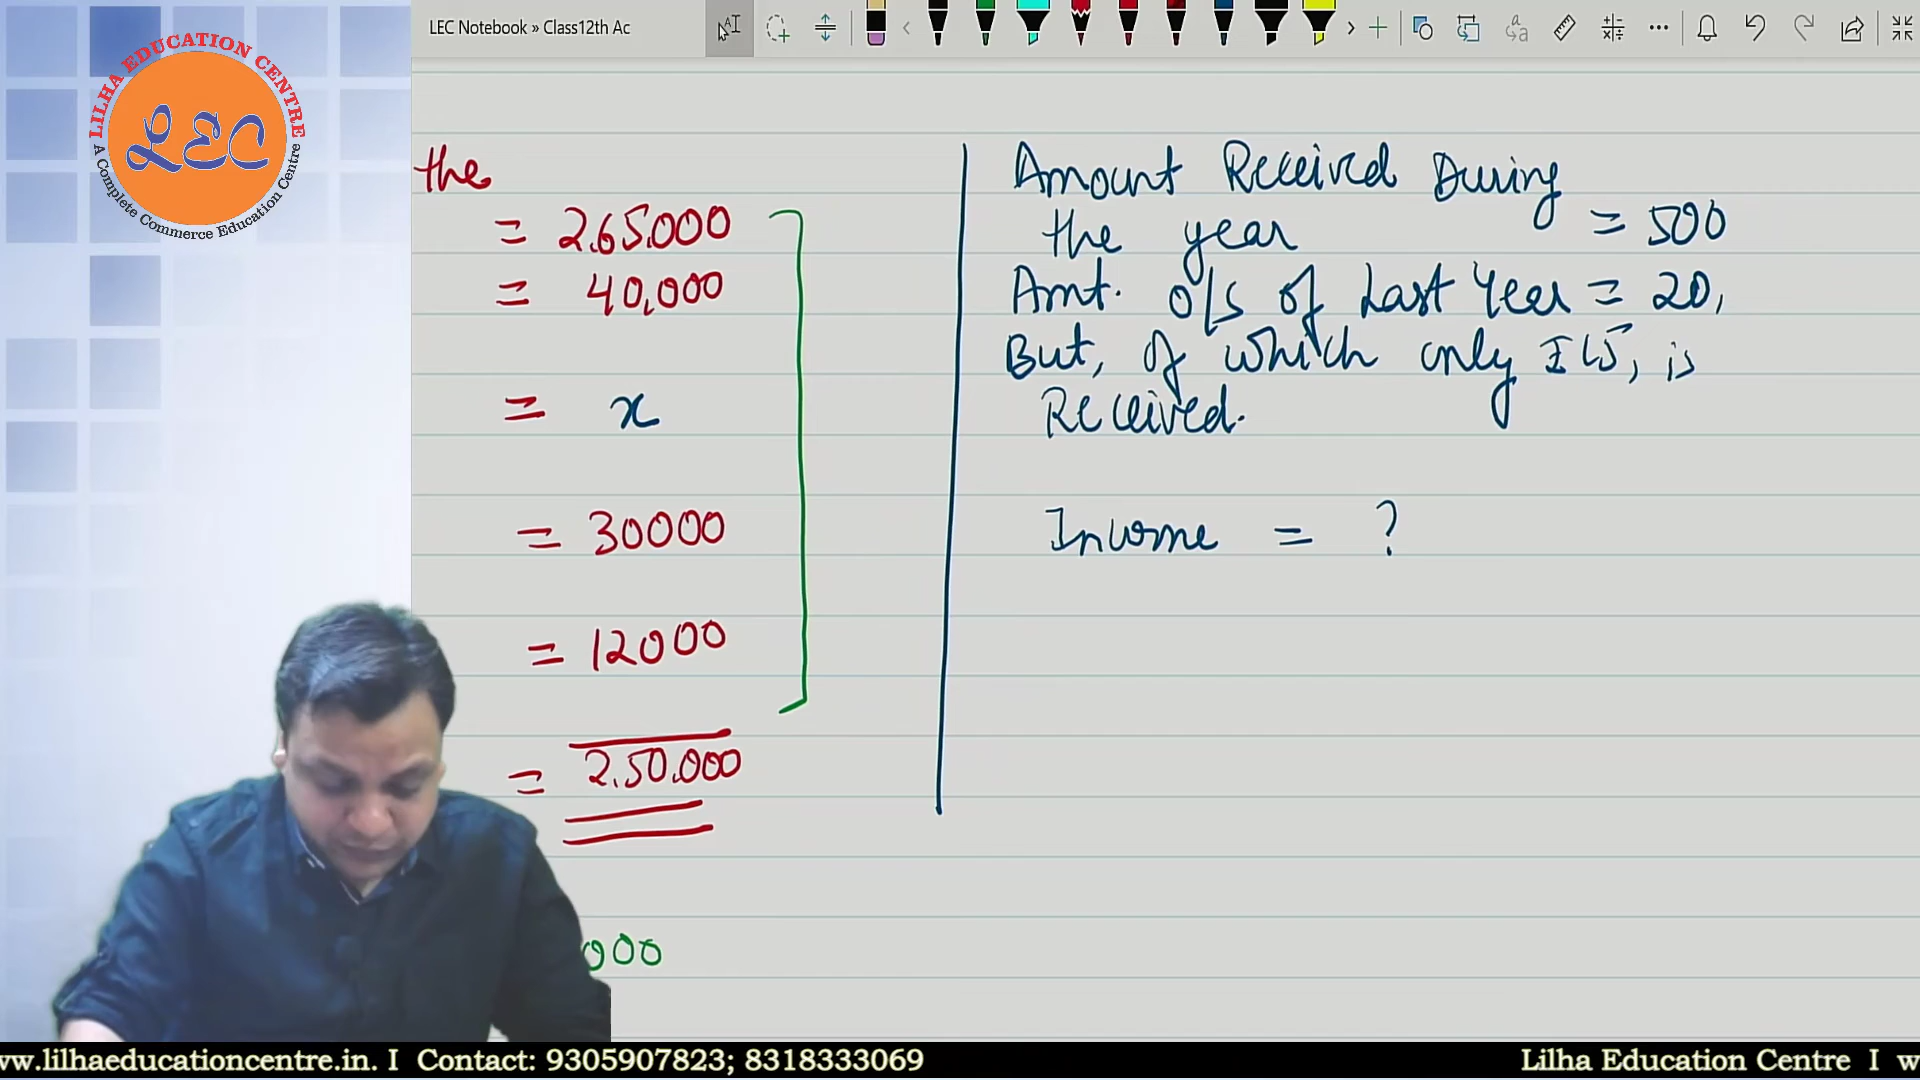 LEC Notebook » Class12th Ac
LILHA EDUCATION CENTRE
LEC
A Complete Commerce Education Centre
the
= 2,65,000
= 40,000
= x
= 30000
= 12000
= 2,50,000
000
Amount Received During
the year = 500
Amt. o/s of Last Year = 20,
But, of which only ₹15, is
Received.
Income = ?
ww.lilhaeducationcentre.in. I Contact: 9305907823; 8318333069
Lilha Education Centre I w